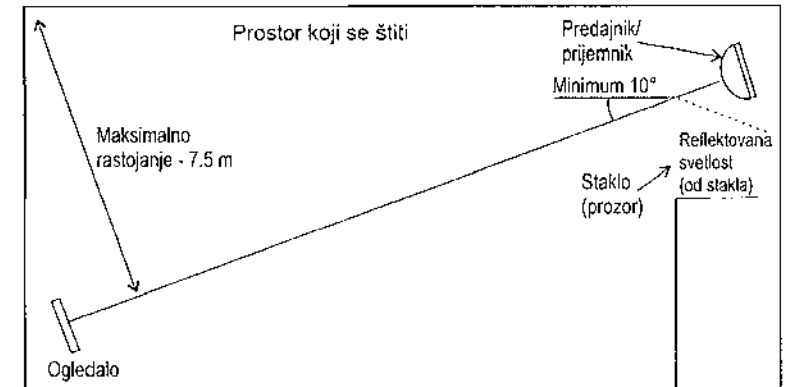 Prostor koji se štiti
Predajnik/
prijemnik
Minimum 10°
Maksimalno
rastojanje - 7.5 m
Reflektovana
svetlost
(od stakla)
Staklo
(prozor)
Ogledalo